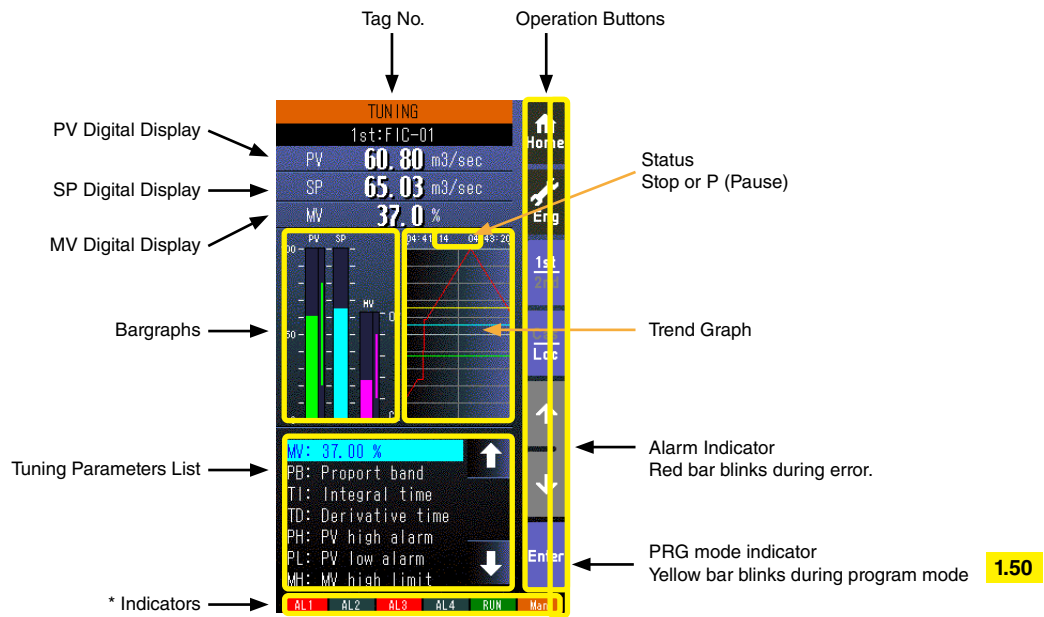 Tag No.
Operation Buttons
PV Digital Display
SP Digital Display
MV Digital Display
Bargraphs
Tuning Parameters List
* Indicators
TUNING
1st:FIC-01
PV 60.80 m3/sec
SP 65.03 m3/sec
MV 37.0 %
PV SP
MV
04:41 14 04:43:20
MV: 37.00 %
PB: Proport band
TI: Integral time
TD: Derivative time
PH: PV high alarm
PL: PV low alarm
MH: MV high limit
AL1 AL2 AL3 AL4 RUN Man
Home
Eng
1st
2nd
Loc
Enter
Status
Stop or P (Pause)
Trend Graph
Alarm Indicator
Red bar blinks during error.
PRG mode indicator
Yellow bar blinks during program mode
1.50